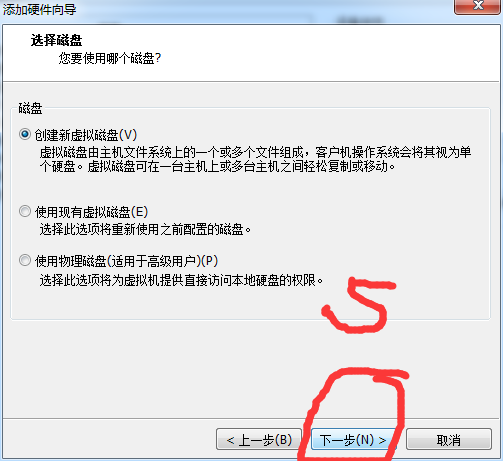 添加硬件向导
选择磁盘
您要使用哪个磁盘?
磁盘
创建新虚拟磁盘(V)
虚拟磁盘由主机文件系统上的一个或多个文件组成，客户机操作系统会将其视为单
个硬盘。虚拟磁盘可在一台主机上或多台主机之间轻松复制或移动。
使用现有虚拟磁盘(E)
选择此选项将重新使用之前配置的磁盘。
使用物理磁盘(适用于高级用户)(P)
选择此选项将为虚拟机提供直接访问本地硬盘的权限。
5
< 上一步(B)
下一步(N) >
取消